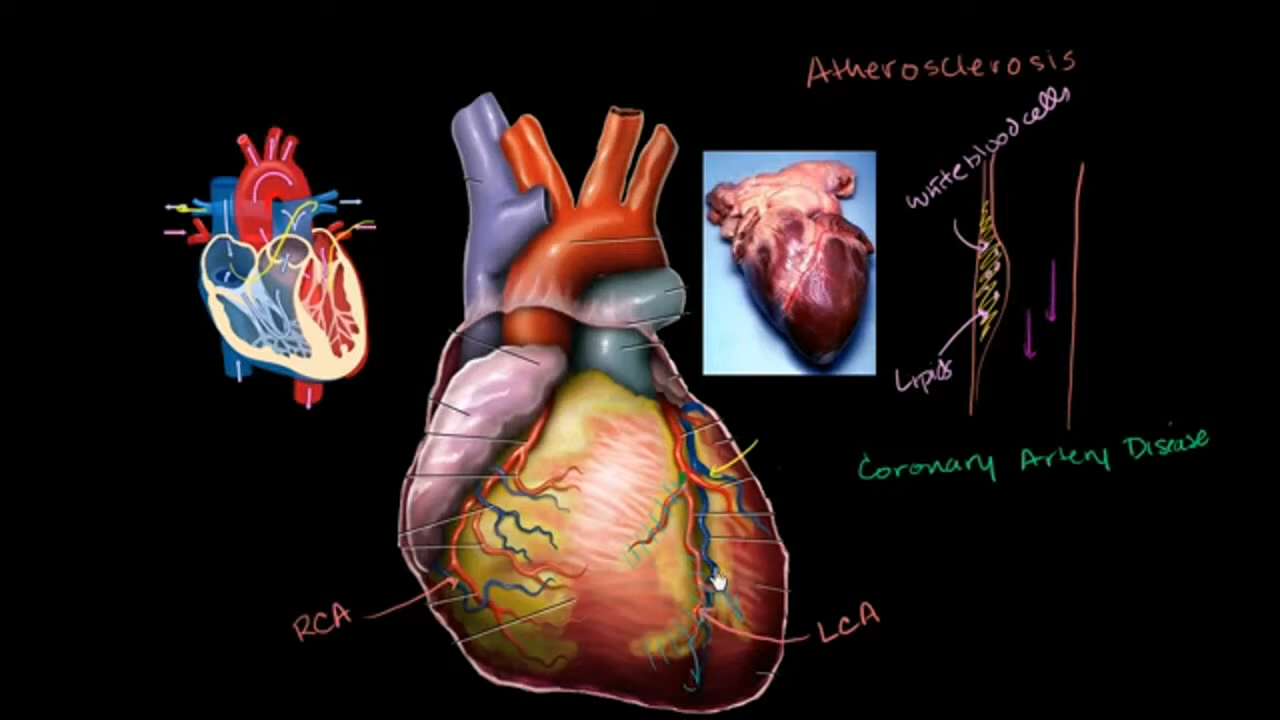 Atherosclerosis
White blood cells
Lipids
Coronary Artery Disease
RCA
LCA